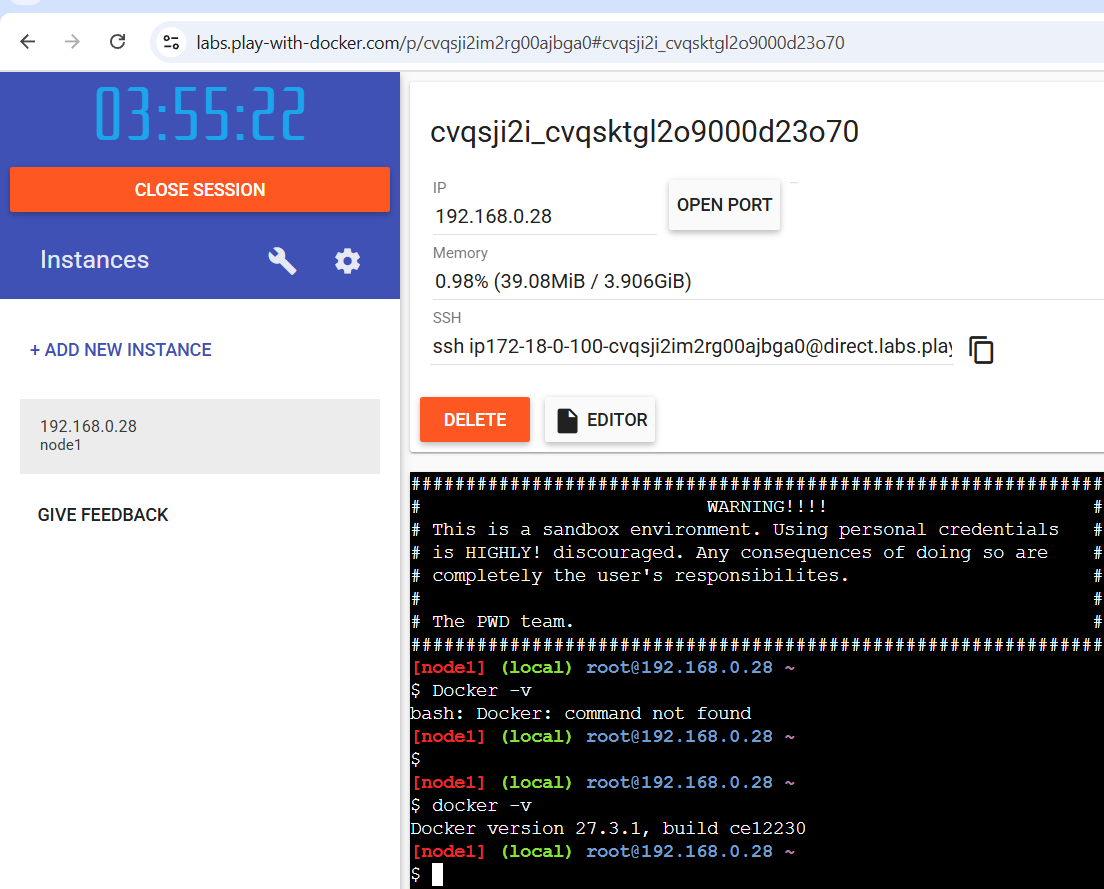 labs.play-with-docker.com/p/cvqsji2im2rg00ajbga0#cvqsji2i_cvqsktgl2o9000d23o70
03:55:22
CLOSE SESSION
Instances
+ ADD NEW INSTANCE
192.168.0.28
node1
GIVE FEEDBACK
cvqsji2i_cvqsktgl2o9000d23o70
IP
192.168.0.28
OPEN PORT
Memory
0.98% (39.08MiB / 3.906GiB)
SSH
ssh ip172-18-0-100-cvqsji2im2rg00ajbga0@direct.labs.play
DELETE
EDITOR
###############################################################
# WARNING!!!! #
# This is a sandbox environment. Using personal credentials #
# is HIGHLY! discouraged. Any consequences of doing so are #
# completely the user's responsibilites. #
# #
# The PWD team. #
###############################################################
[node1] (local) root@192.168.0.28 ~
$ Docker -v
bash: Docker: command not found
[node1] (local) root@192.168.0.28 ~
$
[node1] (local) root@192.168.0.28 ~
$ docker -v
Docker version 27.3.1, build ce12230
[node1] (local) root@192.168.0.28 ~
$